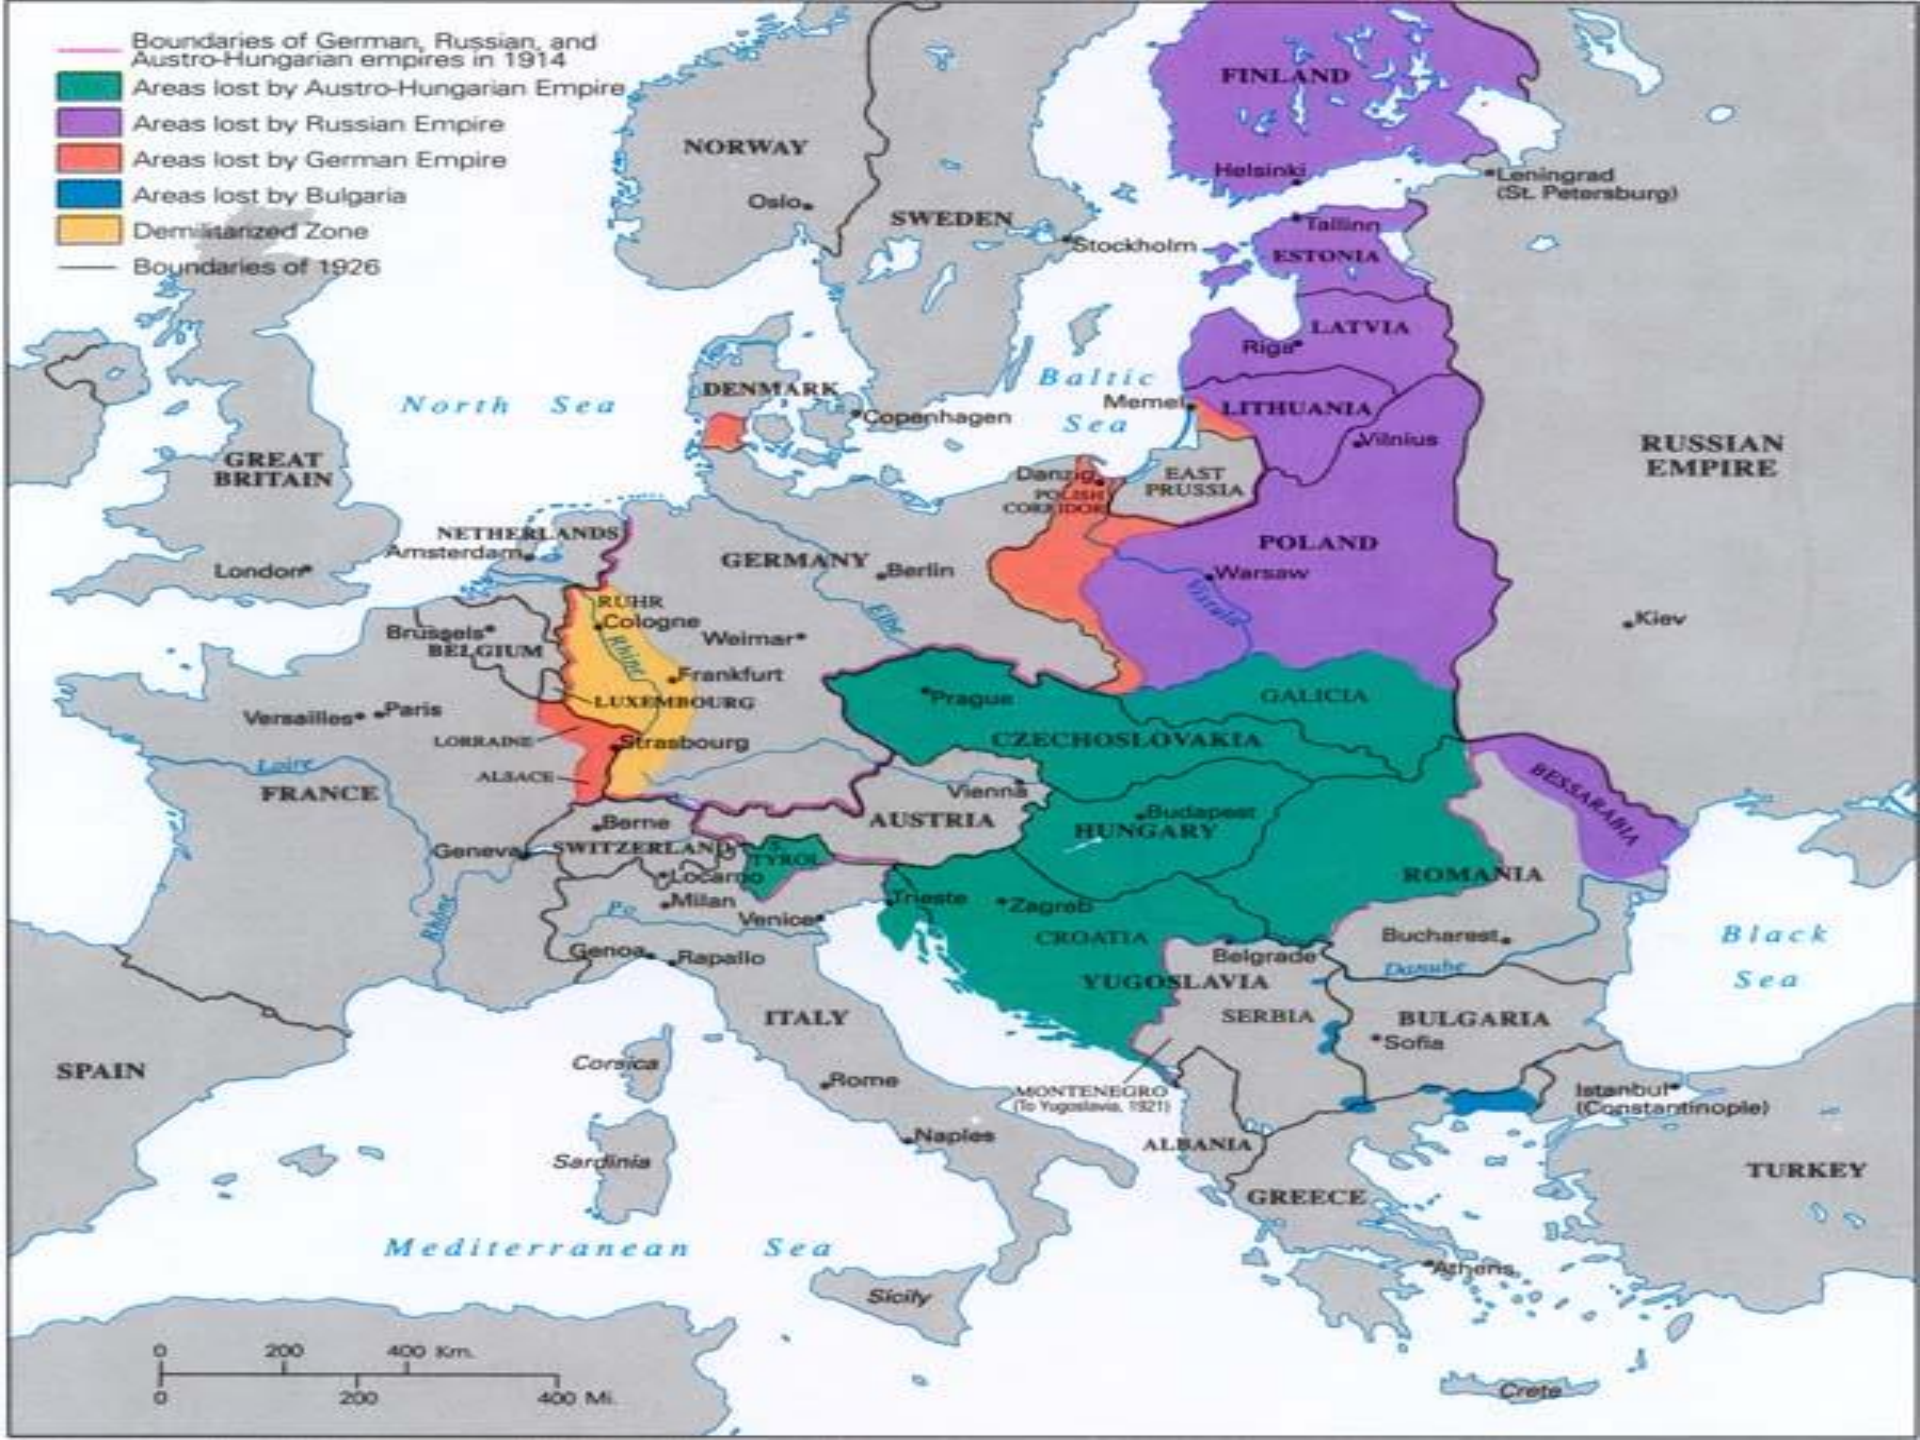 Boundaries of German, Russian, and
Austro-Hungarian empires in 1914
Areas lost by Austro-Hungarian Empire
Areas lost by Russian Empire
Areas lost by German Empire
Areas lost by Bulgaria
Demilitarized Zone
Boundaries of 1926
FINLAND
Helsinki
Leningrad
(St. Petersburg)
NORWAY
Oslo
SWEDEN
Stockholm
Tallinn
ESTONIA
LATVIA
Riga
North Sea
DENMARK
Copenhagen
Baltic
Sea
Memel
LITHUANIA
Vilnius
RUSSIAN
EMPIRE
GREAT
BRITAIN
London
Danzig
POLISH
CORRIDOR
EAST
PRUSSIA
NETHERLANDS
Amsterdam
GERMANY
Berlin
POLAND
Warsaw
Vistula
Elbe
Kiev
RUHR
Cologne
Rhine
Brussels
BELGIUM
Weimar
Frankfurt
LUXEMBOURG
Versailles
Paris
LORRAINE
Strasbourg
ALSACE
Prague
GALICIA
CZECHOSLOVAKIA
Loire
FRANCE
Vienna
AUSTRIA
Budapest
HUNGARY
BESSARABIA
Berne
Geneva
SWITZERLAND
S.
TYROL
Locarno
Milan
Venice
Po
Rhône
Genoa
Rapallo
Trieste
Zagreb
CROATIA
ROMANIA
Bucharest
Danube
Black
Sea
Belgrade
YUGOSLAVIA
SERBIA
BULGARIA
Sofia
ITALY
Corsica
Rome
SPAIN
MONTENEGRO
(To Yugoslavia, 1921)
Istanbul
(Constantinople)
Naples
ALBANIA
Sardinia
GREECE
TURKEY
Mediterranean Sea
Athens
Sicily
Crete
0 200 400 Km.
0 200 400 Mi.